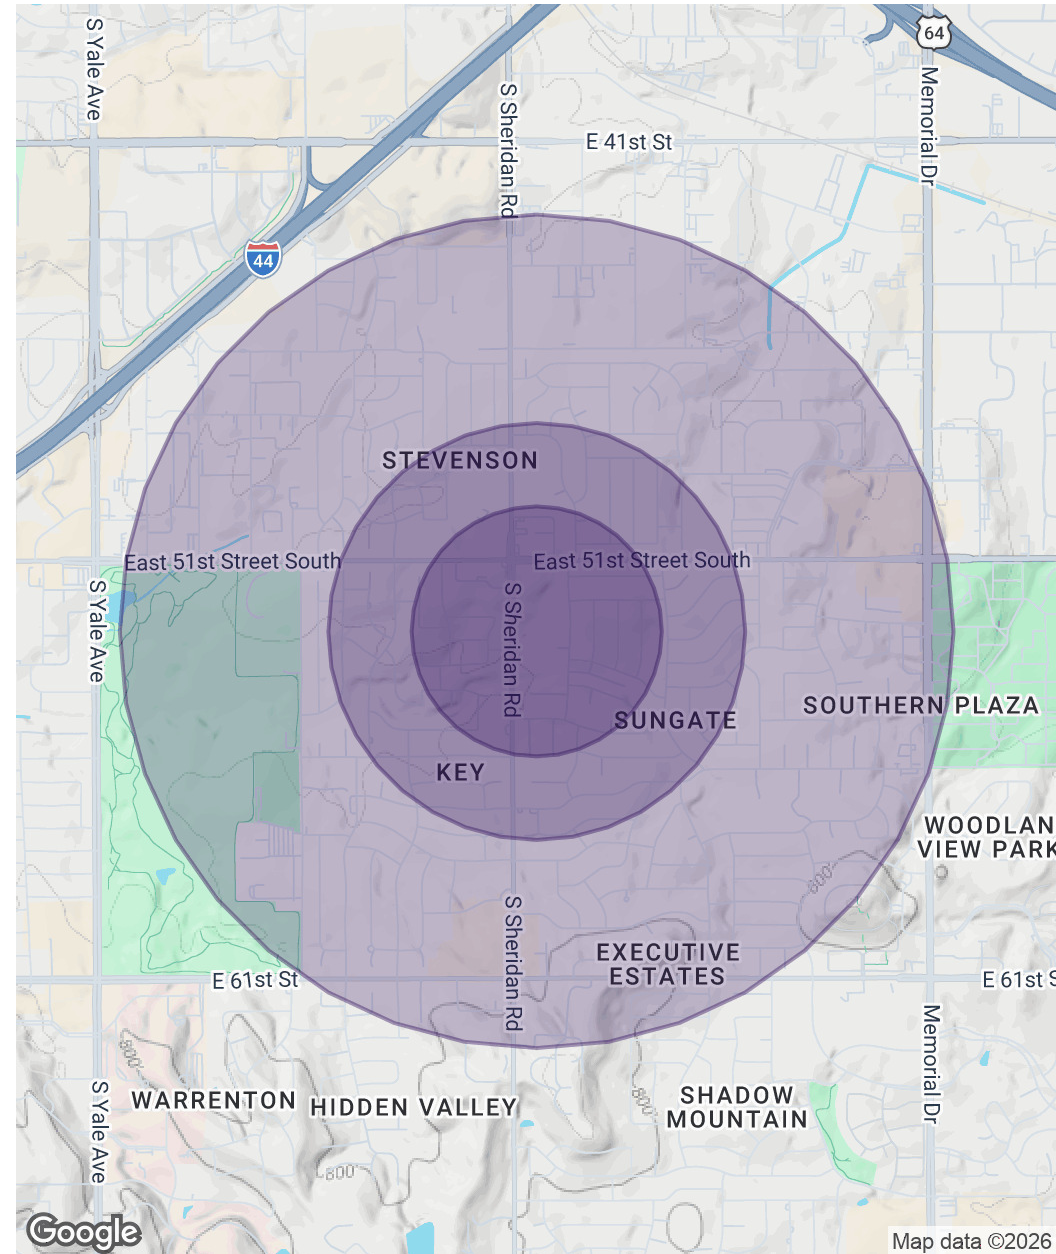 S Yale Ave
S Sheridan Rd
64
Memorial Dr
E 41st St
44
STEVENSON
East 51st Street South
East 51st Street South
S Yale Ave
S Sheridan Rd
SOUTHERN PLAZA
SUNGATE
KEY
WOODLAN
VIEW PARK
800'
S Sheridan Rd
EXECUTIVE
ESTATES
E 61st St
E 61st S
Memorial Dr
800'
S Yale Ave
WARRENTON
HIDDEN VALLEY
SHADOW
MOUNTAIN
800'
800'
Google
Map data ©2026